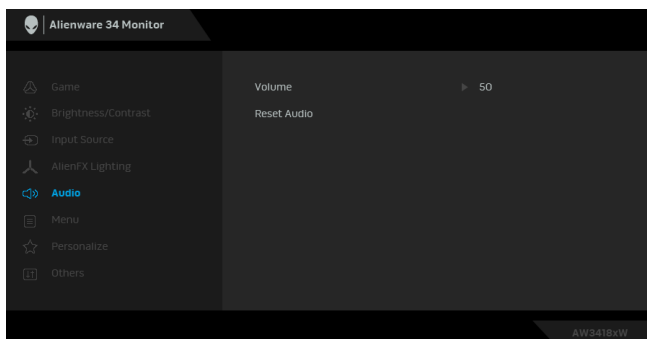 Alienware 34 Monitor
Game
Volume
50
Brightness/Contrast
Reset Audio
Input Source
AlienFX Lighting
Audio
Menu
Personalize
Others
AW3418xW